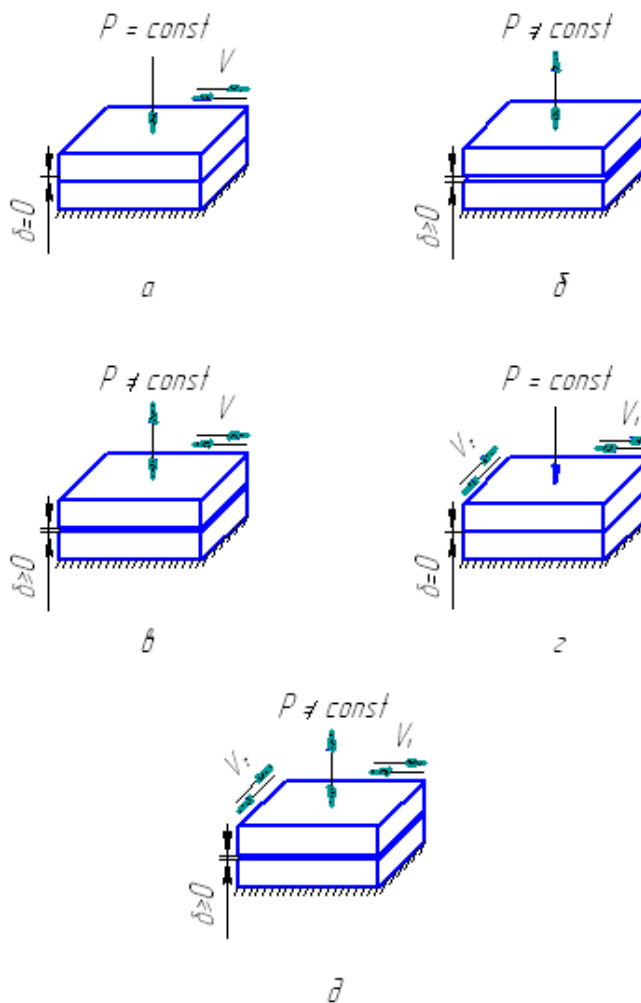 P = const
P ≠ const
V
δ=0
δ≥0
а
б
P ≠ const
P = const
V
V₂
V₁
δ≥0
δ=0
в
г
P ≠ const
V₂
V₁
δ≥0
д